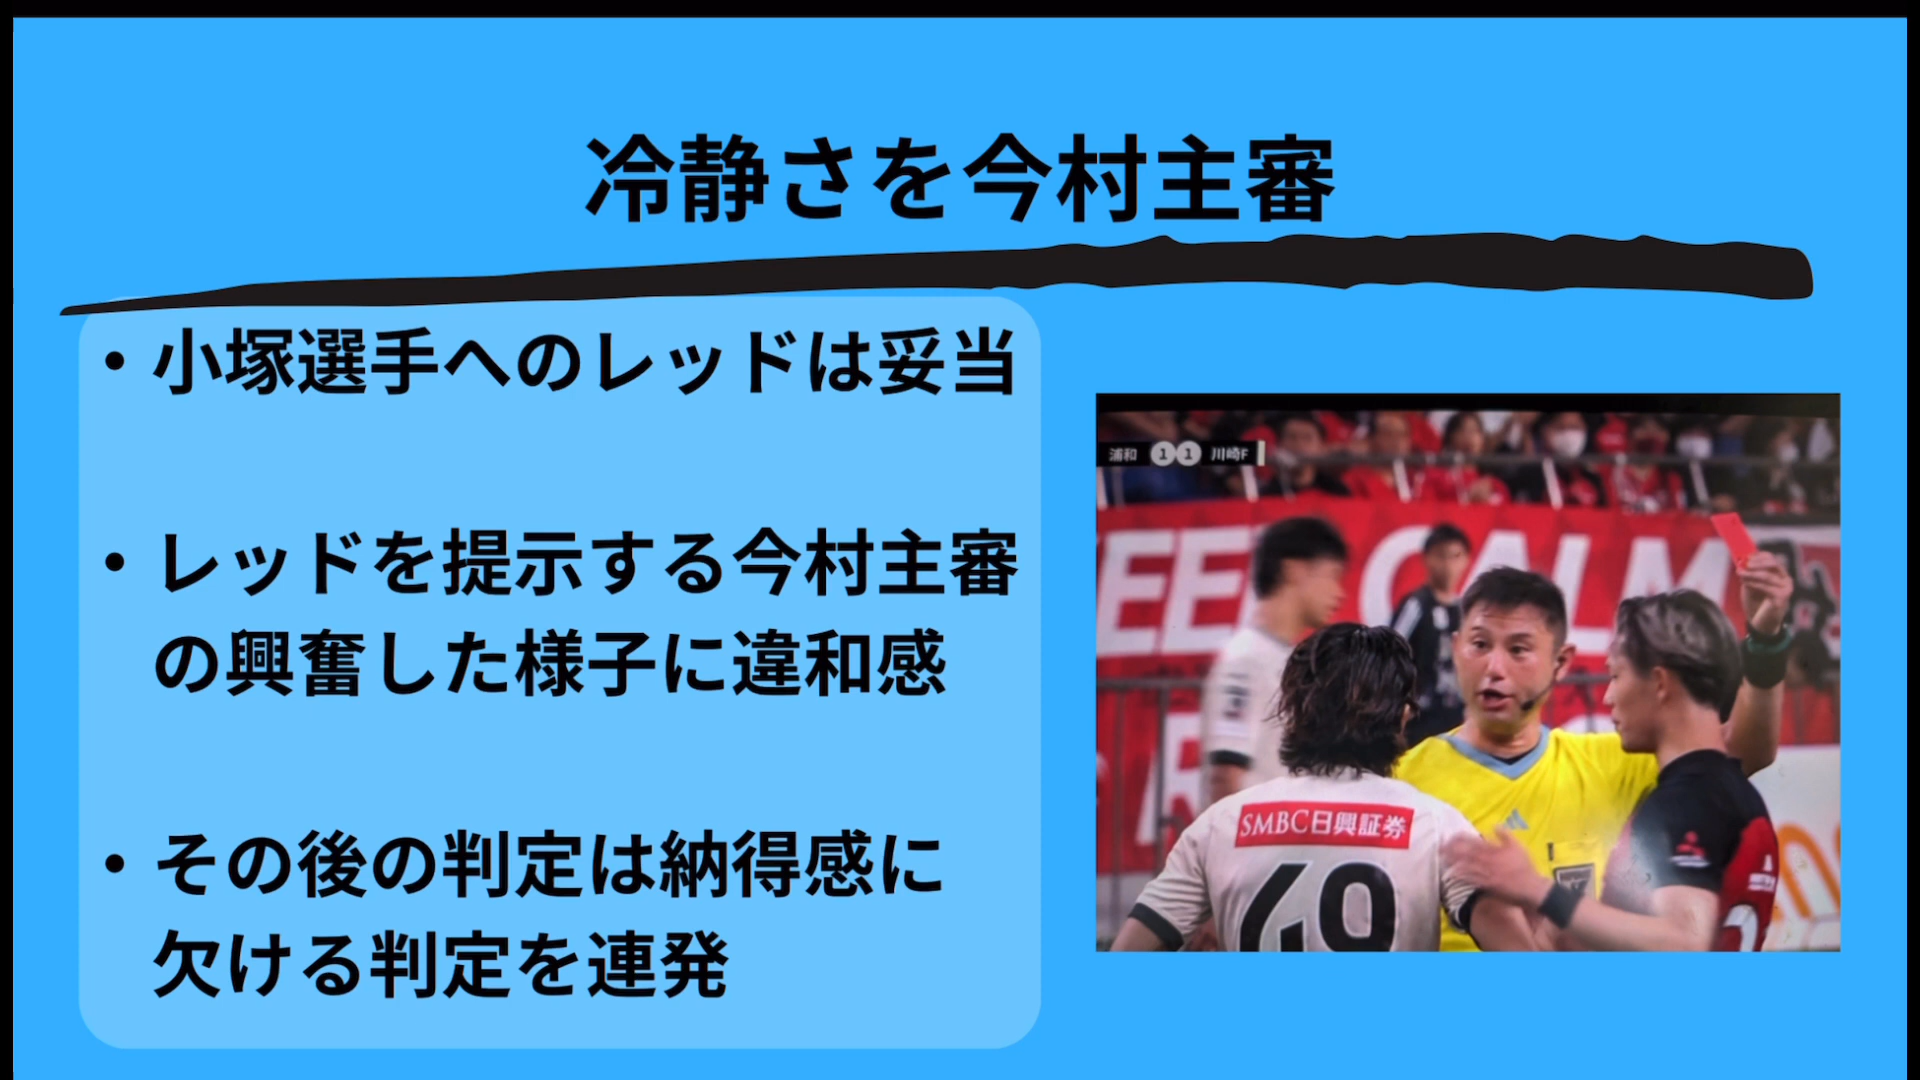 冷静さを今村主審
・小塚選手へのレッドは妥当
・レッドを提示する今村主審
の興奮した様子に違和感
・その後の判定は納得感に
欠ける判定を連発
浦和 1 1 川崎F
CALM
SMBC日興証券
49